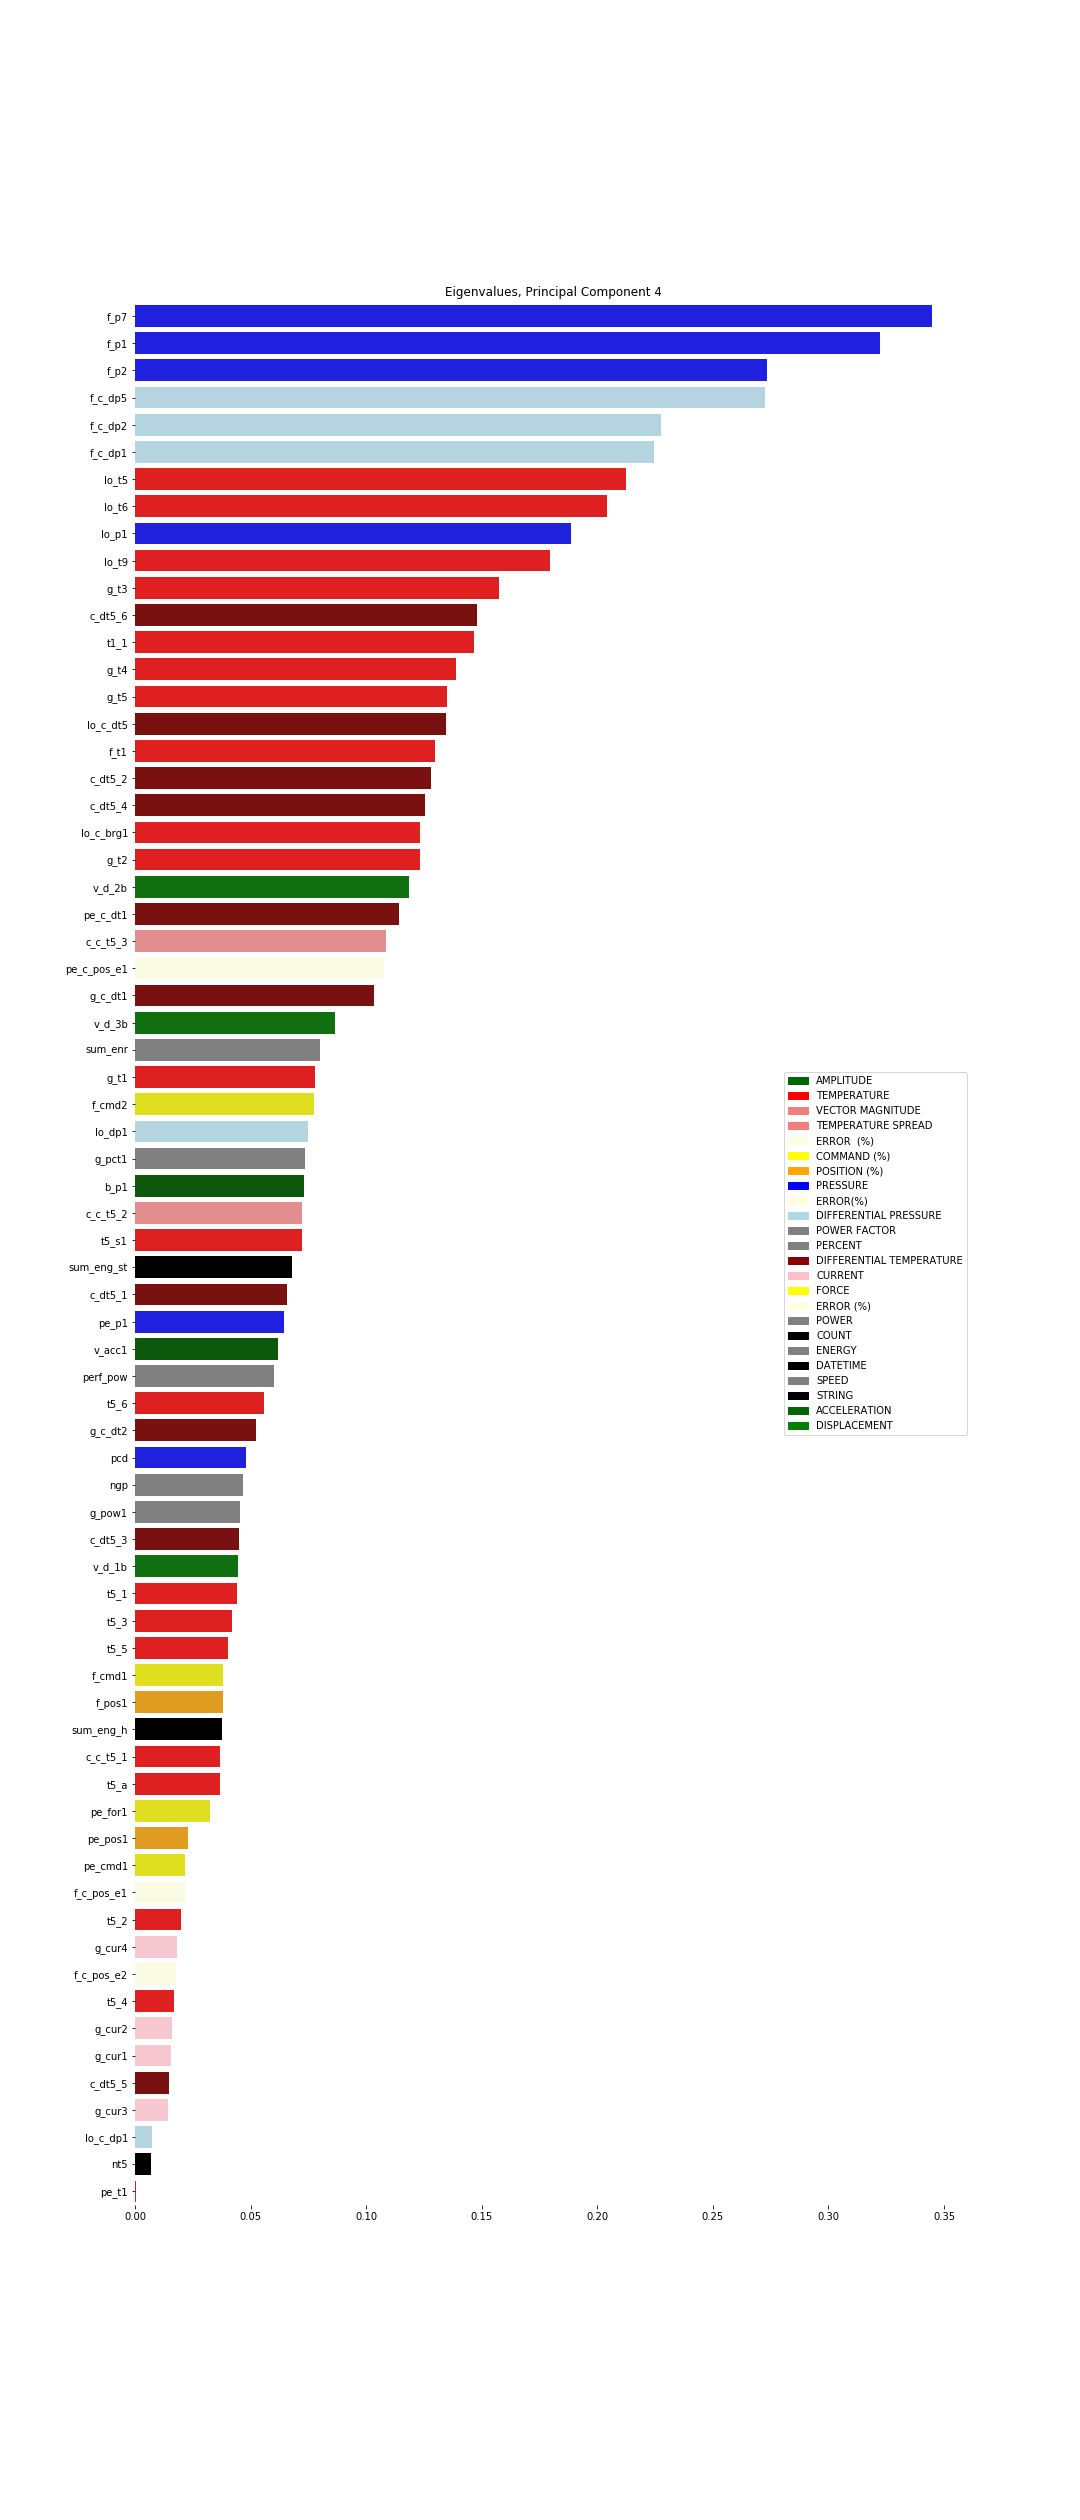 Eigenvalues, Principal Component 4
f_p7
f_p1
f_p2
f_c_dp5
f_c_dp2
f_c_dp1
lo_t5
lo_t6
lo_p1
lo_t9
g_t3
c_dt5_6
t1_1
g_t4
g_t5
lo_c_dt5
f_t1
c_dt5_2
c_dt5_4
lo_c_brg1
g_t2
v_d_2b
pe_c_dt1
c_c_t5_3
pe_c_pos_e1
g_c_dt1
v_d_3b
sum_enr
g_t1
f_cmd2
lo_dp1
g_pct1
b_p1
c_c_t5_2
t5_s1
sum_eng_st
c_dt5_1
pe_p1
v_acc1
perf_pow
t5_6
g_c_dt2
pcd
ngp
g_pow1
c_dt5_3
v_d_1b
t5_1
t5_3
t5_5
f_cmd1
f_pos1
sum_eng_h
c_c_t5_1
t5_a
pe_for1
pe_pos1
pe_cmd1
f_c_pos_e1
t5_2
g_cur4
f_c_pos_e2
t5_4
g_cur2
g_cur1
c_dt5_5
g_cur3
lo_c_dp1
nt5
pe_t1
0.00 0.05 0.10 0.15 0.20 0.25 0.30 0.35
AMPLITUDE
TEMPERATURE
VECTOR MAGNITUDE
TEMPERATURE SPREAD
ERROR  (%)
COMMAND (%)
POSITION (%)
PRESSURE
ERROR(%)
DIFFERENTIAL PRESSURE
POWER FACTOR
PERCENT
DIFFERENTIAL TEMPERATURE
CURRENT
FORCE
ERROR (%)
POWER
COUNT
ENERGY
DATETIME
SPEED
STRING
ACCELERATION
DISPLACEMENT